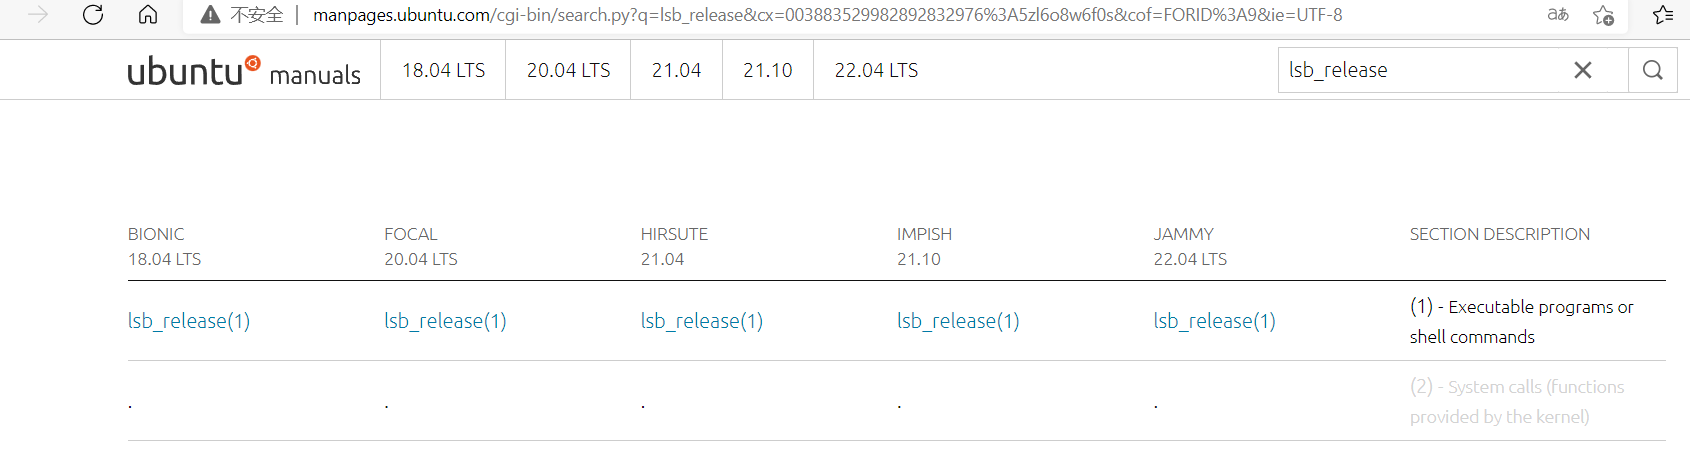 不安全 | manpages.ubuntu.com/cgi-bin/search.py?q=lsb_release&cx=003883529982892832976%3A5zl6o8w6f0s&cof=FORID%3A9&ie=UTF-8 aあ
ubuntu manuals 18.04 LTS 20.04 LTS 21.04 21.10 22.04 LTS lsb_release
BIONIC FOCAL HIRSUTE IMPISH JAMMY SECTION DESCRIPTION
18.04 LTS 20.04 LTS 21.04 21.10 22.04 LTS
lsb_release(1) lsb_release(1) lsb_release(1) lsb_release(1) lsb_release(1) (1) - Executable programs or
shell commands
. . . . . (2) - System calls (functions
provided by the kernel)